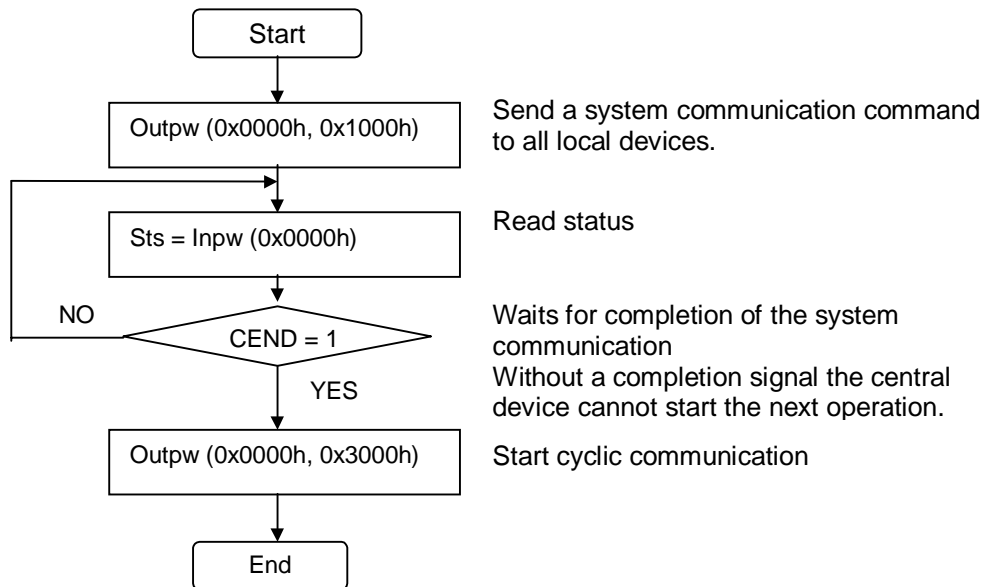 Start
Outpw (0x0000h, 0x1000h)
Send a system communication command
to all local devices.
Sts = Inpw (0x0000h)
Read status
NO
CEND = 1
Waits for completion of the system
communication
Without a completion signal the central
device cannot start the next operation.
YES
Outpw (0x0000h, 0x3000h)
Start cyclic communication
End